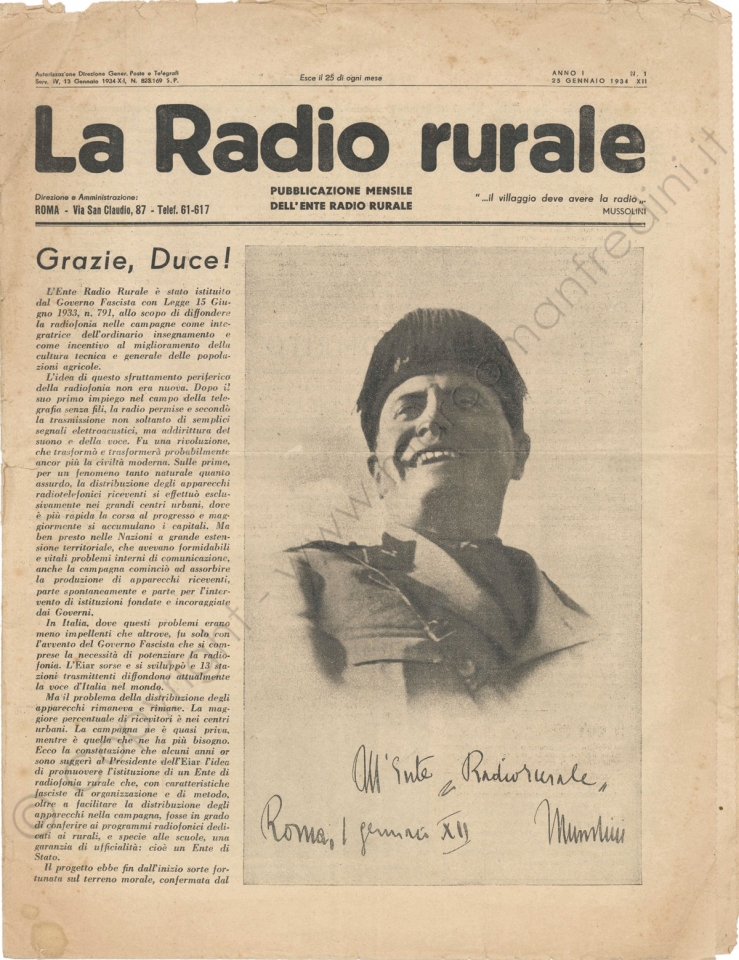 Autorizzazione Direzione Gener. Poste e Telegrafi
Serv. IV, 13 Gennaio 1934-XI, N. 828.169 S. P.
Esce il 25 di ogni mese
ANNO I N. 1
25 GENNAIO 1934 XII
La Radio rurale
Direzione e Amministrazione:
ROMA - Via San Claudio, 87 - Telef. 61-617
PUBBLICAZIONE MENSILE
DELL'ENTE RADIO RURALE
"...il villaggio deve avere la radio„
MUSSOLINI
Grazie, Duce!
L'Ente Radio Rurale è stato istituito
dal Governo Fascista con Legge 15 Giu-
gno 1933, n. 791, allo scopo di diffondere
la radiofonia nelle campagne come inte-
gratrice dell'ordinario insegnamento e
come incentivo al miglioramento della
cultura tecnica e generale delle popola-
zioni agricole.
L'idea di questo sfruttamento periferico
della radiofonia non era nuova. Dopo il
suo primo impiego nel campo della tele-
grafia senza fili, la radio permise e secondò
la trasmissione non soltanto di semplici
segnali elettroacustici, ma addirittura del
suono e della voce. Fu una rivoluzione,
che trasformò e trasformerà probabilmente
ancor più la civiltà moderna. Sulle prime,
per un fenomeno tanto naturale quanto
assurdo, la distribuzione degli apparecchi
radiotelefonici riceventi si effettuò esclu-
sivamente nei grandi centri urbani, dove
è più rapida la corsa al progresso e mag-
giormente si accumulano i capitali. Ma
ben presto nelle Nazioni a grande esten-
sione territoriale, che avevano formidabili
e vitali problemi interni di comunicazione,
anche la campagna cominciò ad assorbire
la produzione di apparecchi riceventi,
parte spontaneamente e parte per l'inter-
vento di istituzioni fondate e incoraggiate
dai Governi.
In Italia, dove questi problemi erano
meno impellenti che altrove, fu solo con
l'avvento del Governo Fascista che si com-
prese la necessità di potenziare la radio-
fonia. L'Eiar sorse e si sviluppò e 13 sta-
zioni trasmittenti diffondono attualmente
la voce d'Italia nel mondo.
Ma il problema della distribuzione degli
apparecchi rimaneva e rimane. La mag-
giore percentuale di ricevitori è nei centri
urbani. La campagna ne è quasi priva,
mentre è quella che ne ha più bisogno.
Ecco la constatazione che alcuni anni or
sono suggerì al Presidente dell'Eiar l'idea
di promuovere l'istituzione di un Ente di
radiofonia rurale che, con caratteristiche
fasciste di organizzazione e di metodo,
oltre a facilitare la distribuzione degli
apparecchi nella campagna, fosse in grado
di conferire ai programmi radiofonici dedi-
cati ai rurali, e specie alle scuole, una
garanzia di ufficialità: cioè un Ente di
Stato.
Il progetto ebbe fin dall'inizio sorte for-
tunata sul terreno morale, confermata dal
All'Ente „Radiorurale„
Roma, 1 gennaio XII Mussolini